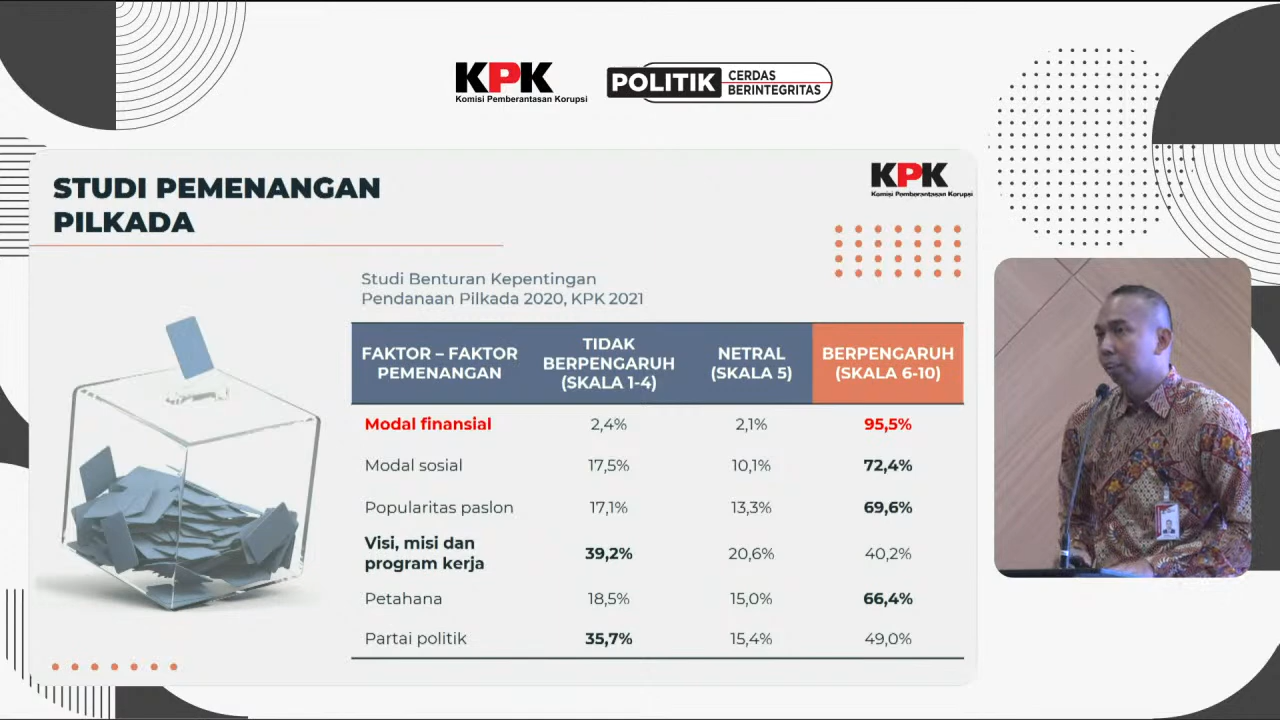 KPK
Komisi Pemberantasan Korupsi
POLITIK
CERDAS
BERINTEGRITAS
STUDI PEMENANGAN
PILKADA
KPK
Komisi Pemberantasan Korupsi
Studi Benturan Kepentingan
Pendanaan Pilkada 2020, KPK 2021
FAKTOR – FAKTOR
PEMENANGAN
TIDAK
BERPENGARUH
(SKALA 1-4)
NETRAL
(SKALA 5)
BERPENGARUH
(SKALA 6-10)
Modal finansial 2,4% 2,1% 95,5%
Modal sosial 17,5% 10,1% 72,4%
Popularitas paslon 17,1% 13,3% 69,6%
Visi, misi dan
program kerja 39,2% 20,6% 40,2%
Petahana 18,5% 15,0% 66,4%
Partai politik 35,7% 15,4% 49,0%